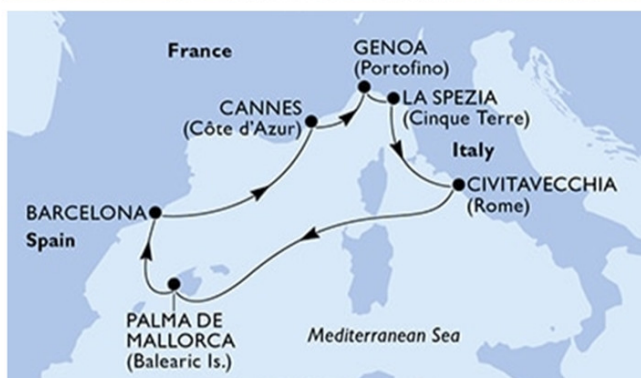 France
GENOA
(Portofino)
CANNES
(Côte d'Azur)
LA SPEZIA
(Cinque Terre)
Italy
CIVITAVECCHIA
(Rome)
BARCELONA
Spain
PALMA DE
MALLORCA
(Balearic Is.)
Mediterranean Sea